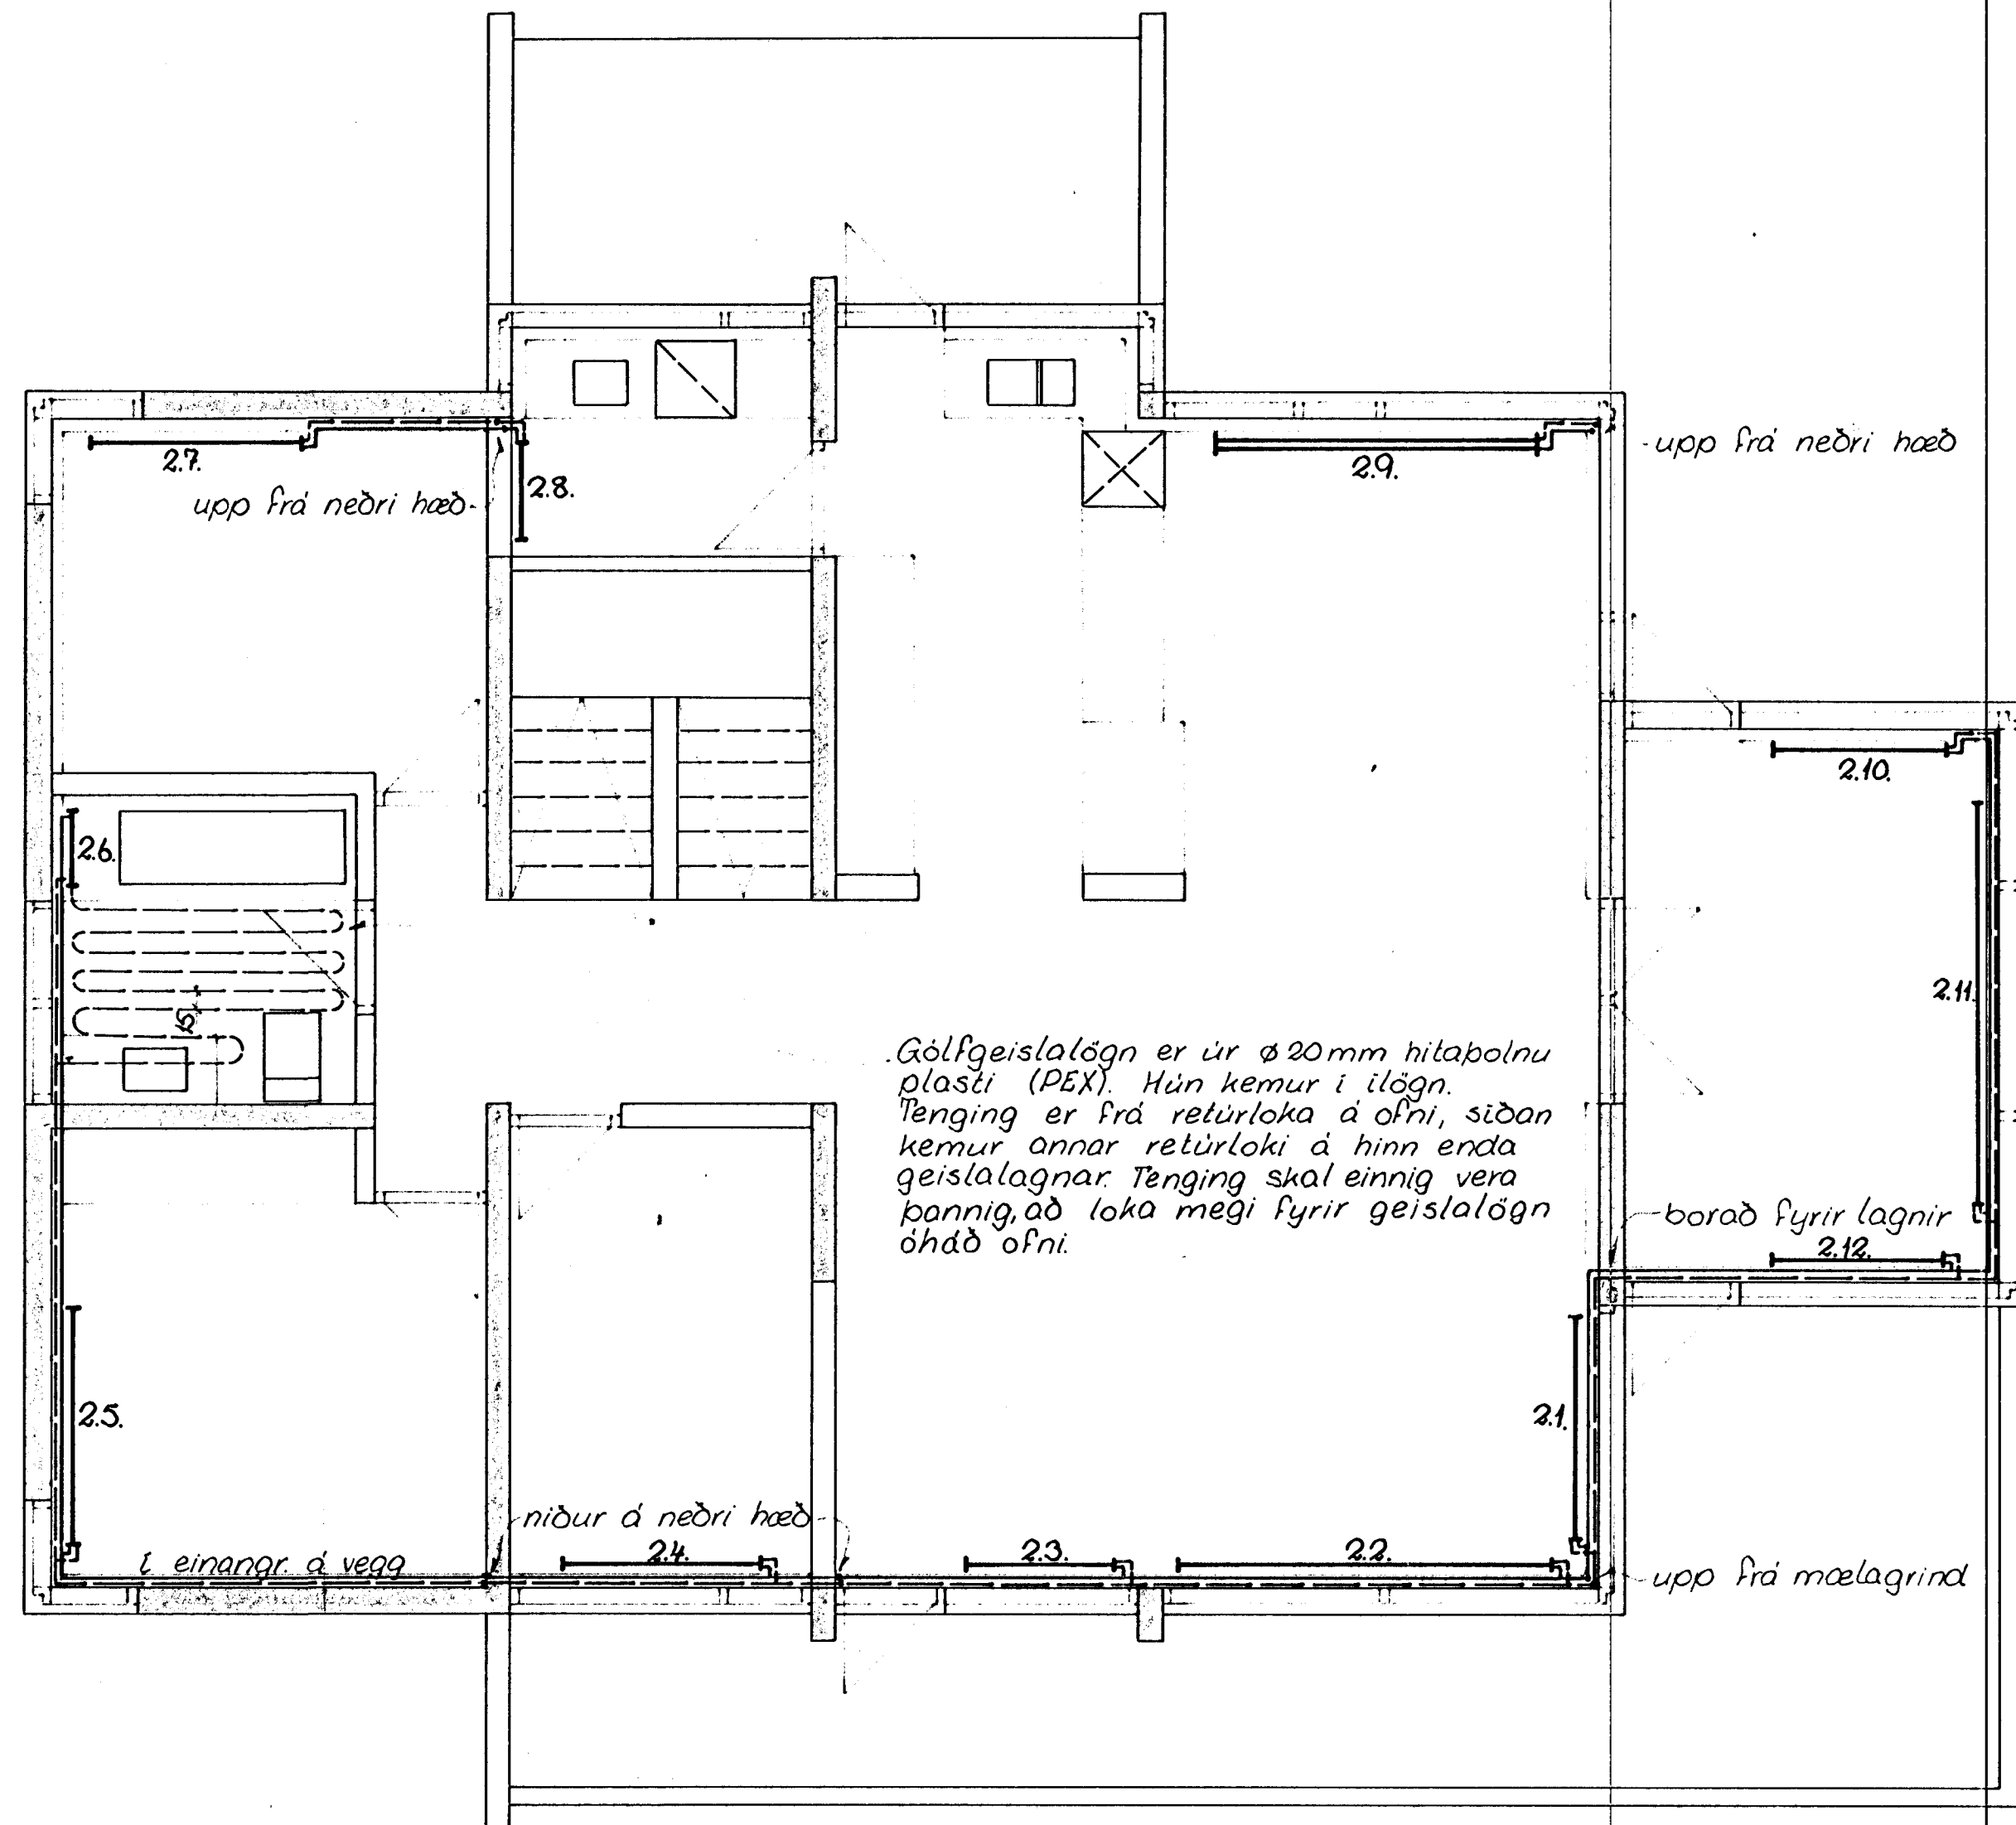 2.7.
upp frá neðri hæð
2.8.
2.9.
upp frá neðri hæð
2.10.
2.6.
2.11.
15
Gólfgeislalögn er úr ø 20mm hitaþolnu
plasti (PEX). Hún kemur í ílögn.
Tenging er frá retúrloka á ofni, síðan
kemur annar retúrloki á hinn enda
geislalagnar. Tenging skal einnig vera
þannig, að loka megi fyrir geislalögn
óháð ofni.
borað fyrir lagnir
2.12.
2.5.
2.1.
niður á neðri hæð
í einangr. á vegg
2.4.
2.3.
2.2.
upp frá mælagrind